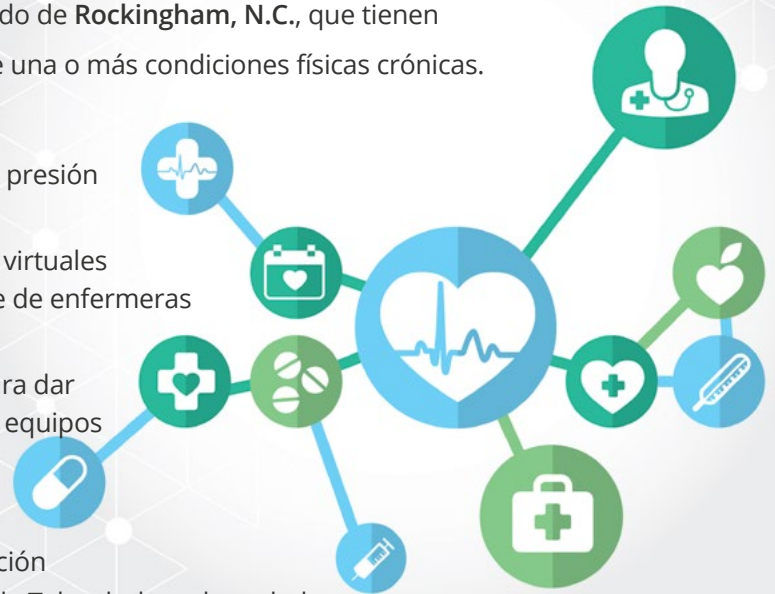 do de Rockingham, N.C., que tienen
e una o más condiciones físicas crónicas.
presión
virtuales
e de enfermeras
ra dar
equipos
ción